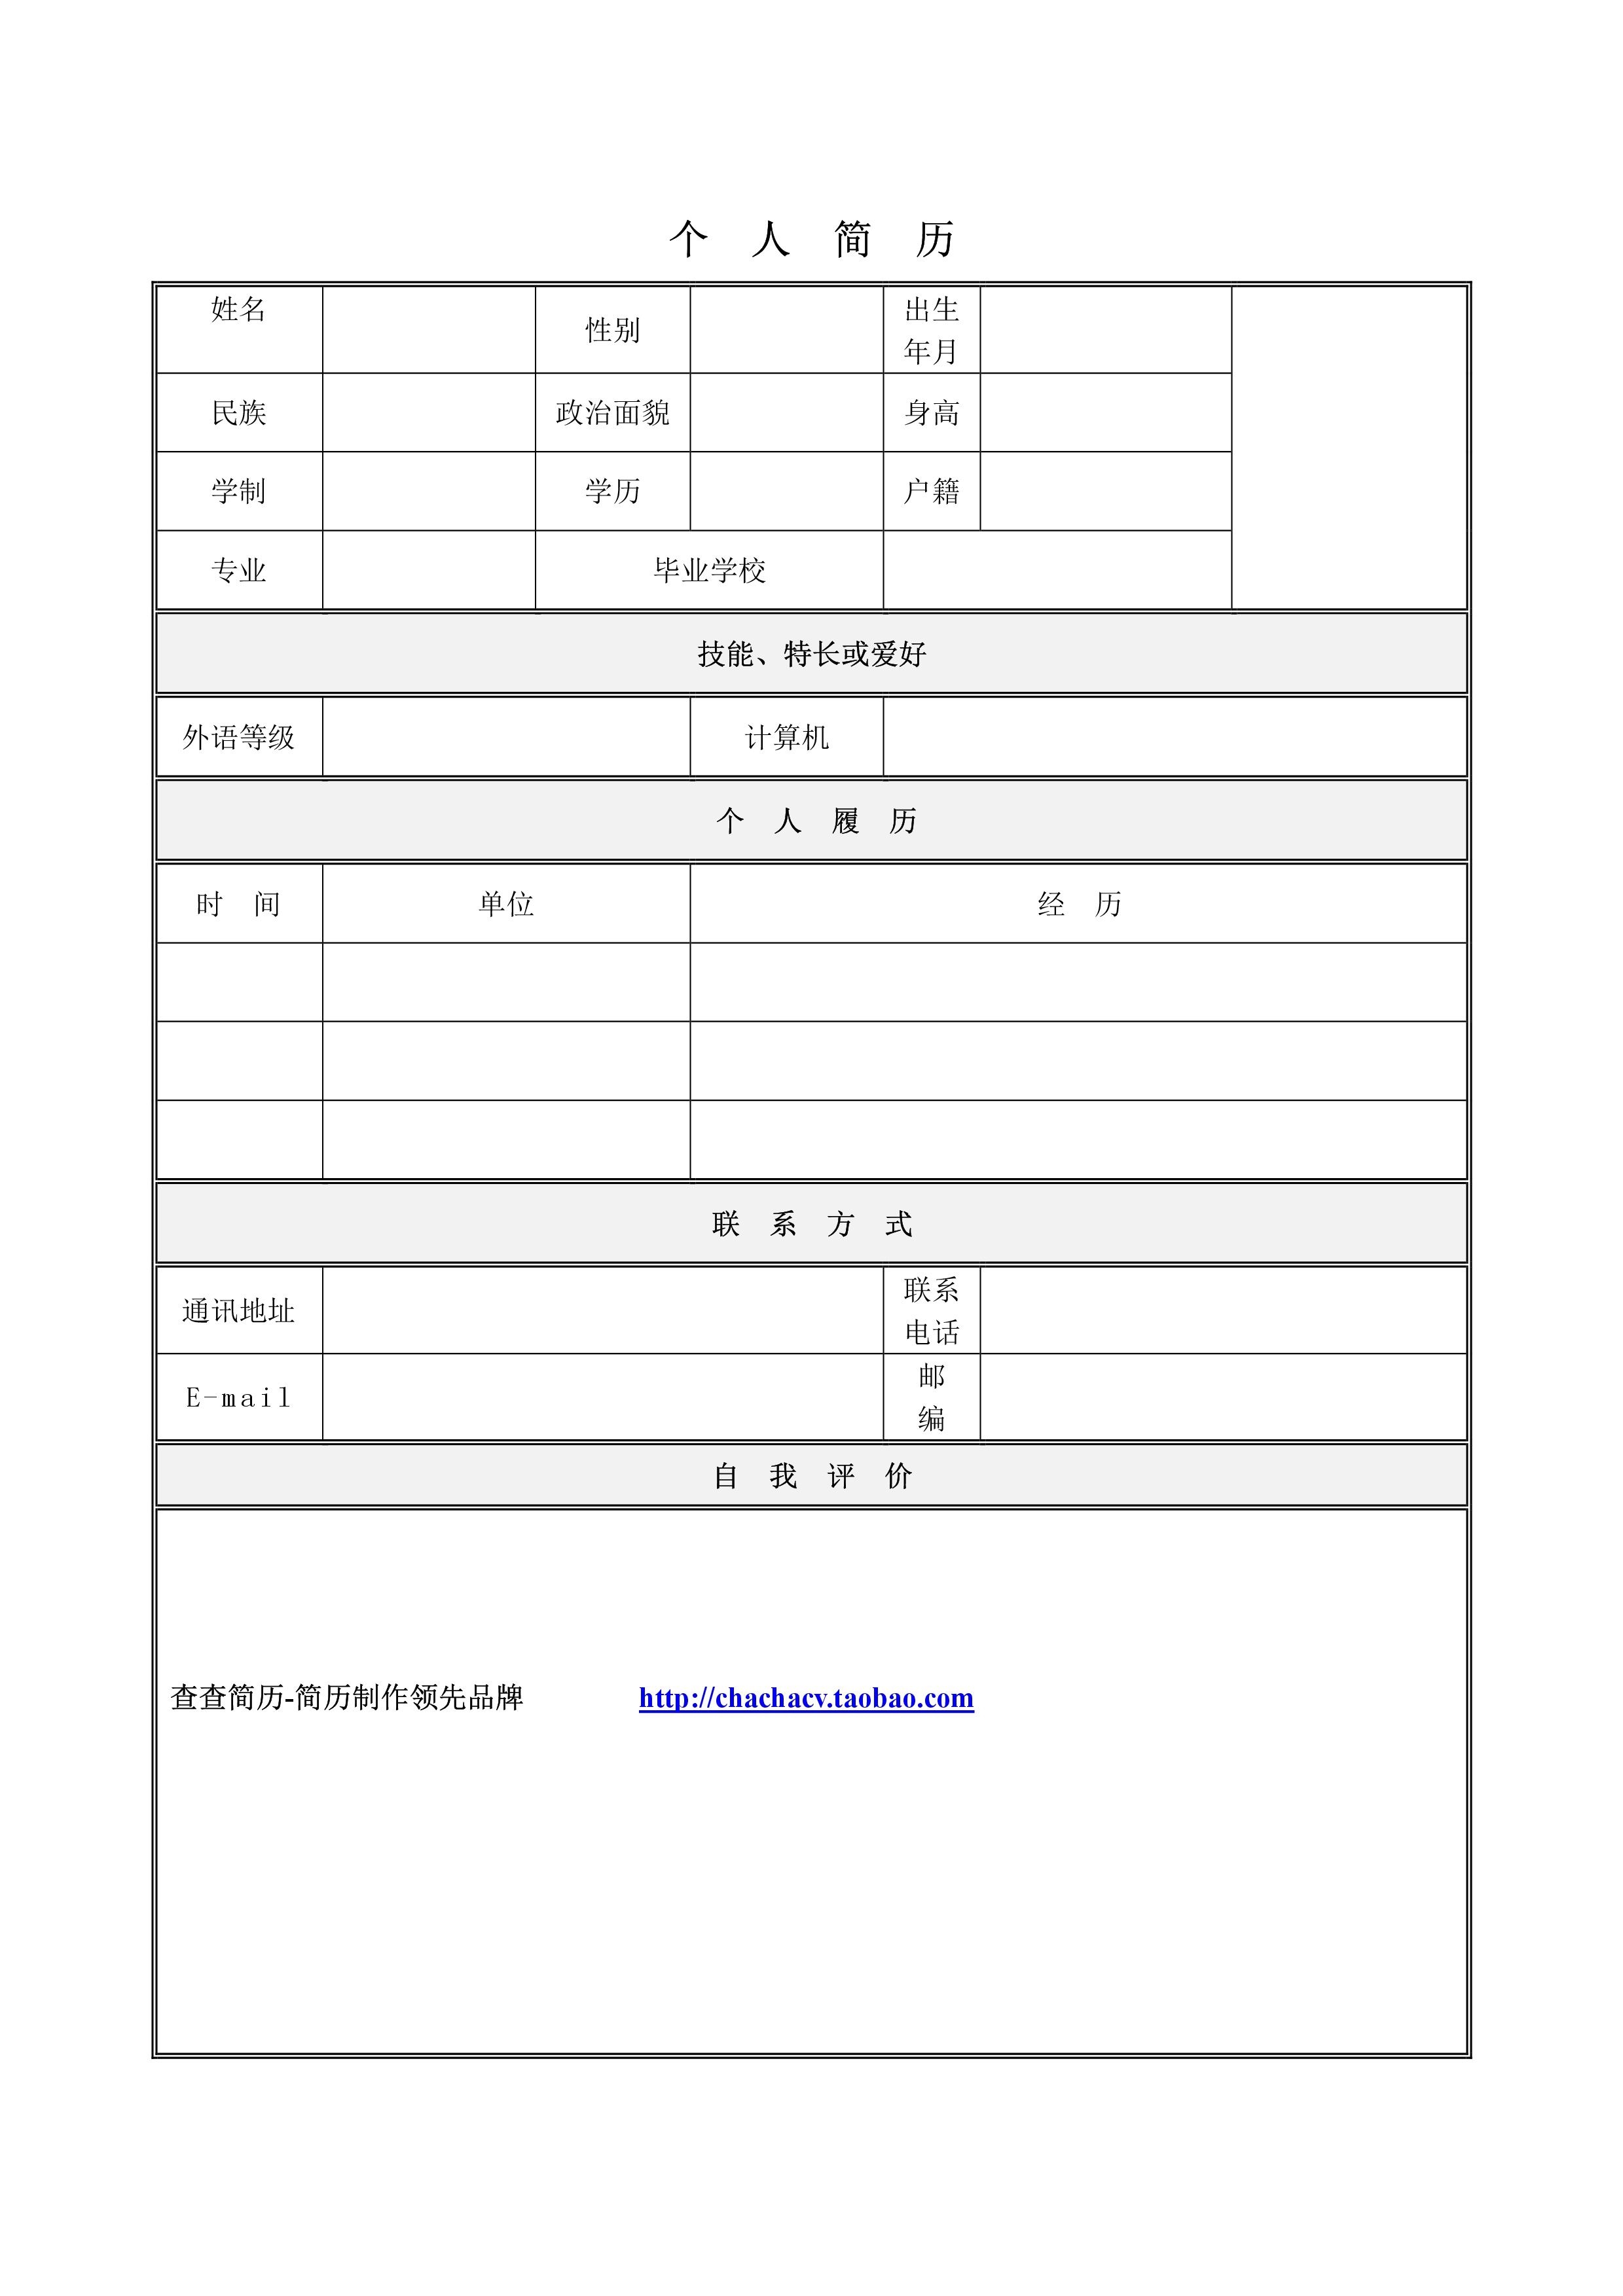 个 人 简 历
姓名 性别 出生
年月
民族 政治面貌 身高
学制 学历 户籍
专业 毕业学校
技能、特长或爱好
外语等级 计算机
个 人 履 历
时 间 单位 经 历
联 系 方 式
通讯地址 联系
电话
E-mail 邮
编
自 我 评 价
查查简历-简历制作领先品牌 http://chachacv.taobao.com